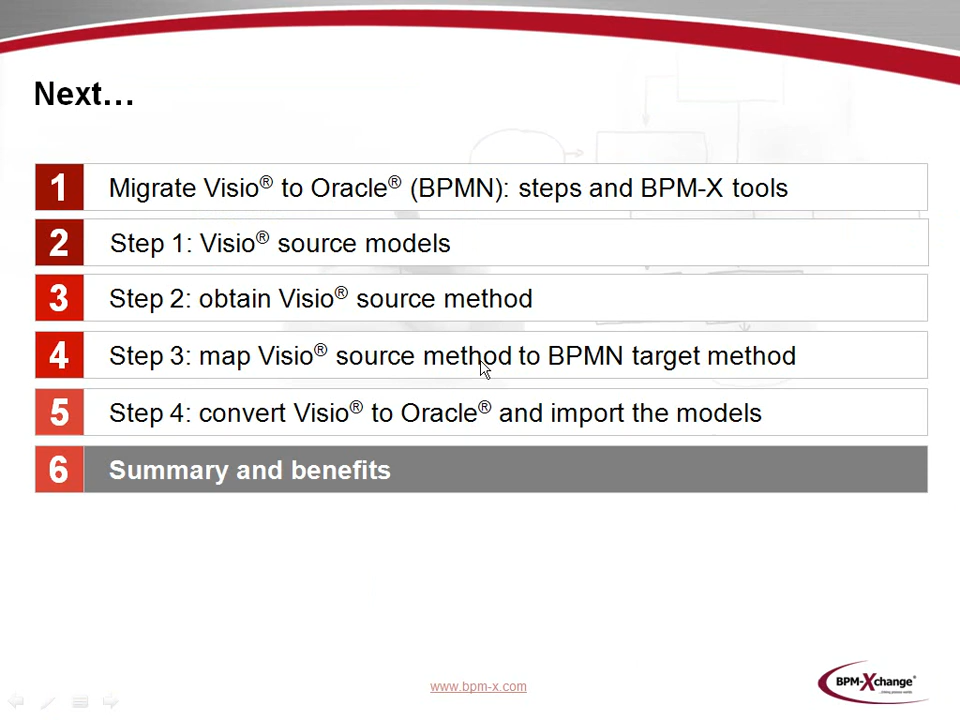 Next…
1 Migrate Visio® to Oracle® (BPMN): steps and BPM-X tools
2 Step 1: Visio® source models
3 Step 2: obtain Visio® source method
4 Step 3: map Visio® source method to BPMN target method
5 Step 4: convert Visio® to Oracle® and import the models
6 Summary and benefits
www.bpm-x.com
BPM-Xchange®